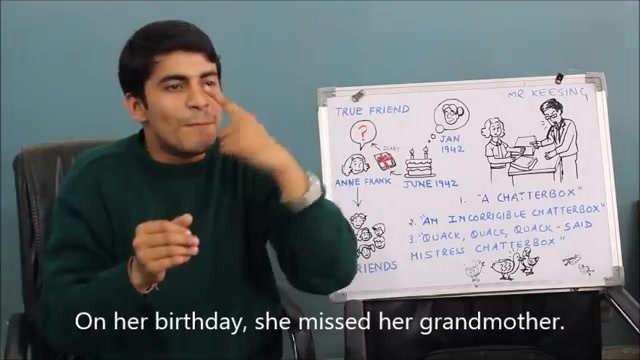 TRUE FRIEND
MR. KEESING
?
JAN
1942
DIARY
ANNE FRANK
JUNE 1942
1. "A CHATTERBOX"
2. "AN INCORRIGIBLE CHATTERBOX"
3. "QUACK, QUACK, QUACK - SAID
MISTRESS CHATTERBOX"
FRIENDS
On her birthday, she missed her grandmother.